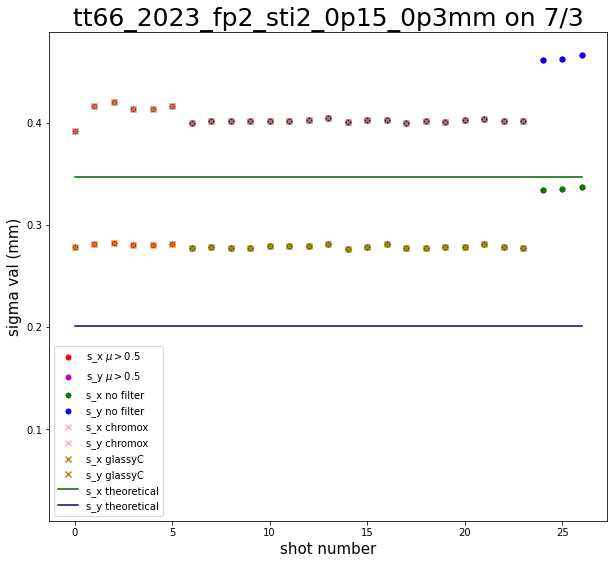 tt66_2023_fp2_sti2_0p15_0p3mm on 7/3
sigma val (mm)
0.4
0.3
0.2
0.1
s_x μ > 0.5
s_y μ > 0.5
s_x no filter
s_y no filter
s_x chromox
s_y chromox
s_x glassyC
s_y glassyC
s_x theoretical
s_y theoretical
0 5 10 15 20 25
shot number